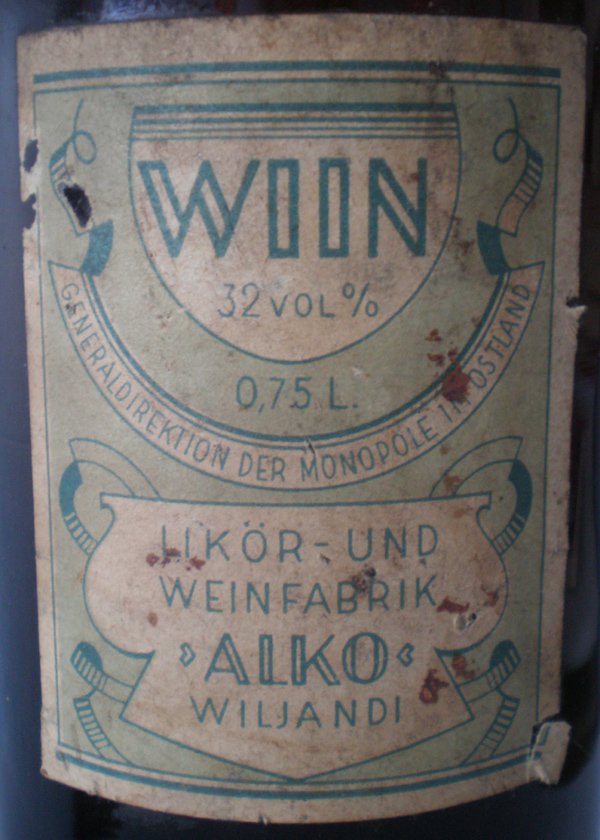 WIIN
32 VOL %
0,75 L.
GENERALDIREKTION DER MONOPOLE IM OSTLAND
LIKÖR- UND
WEINFABRIK
»ALKO«
WILJANDI